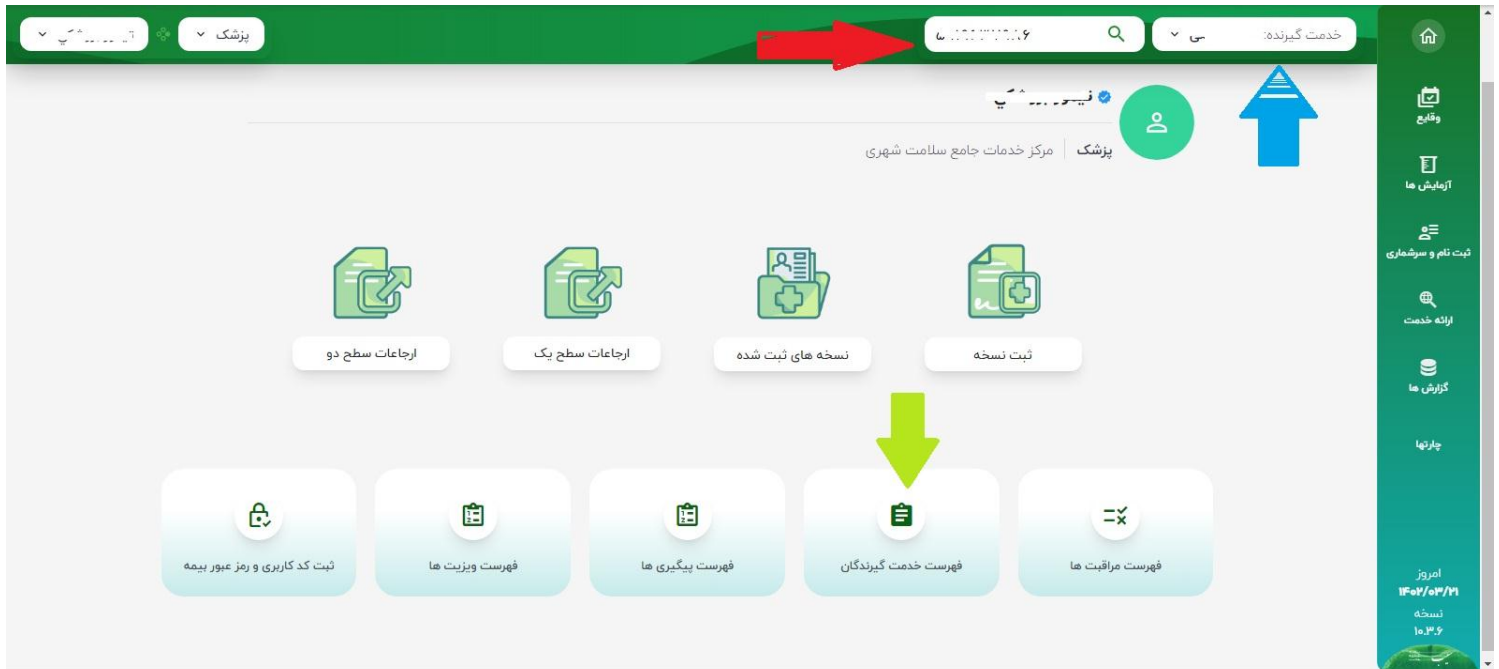 خدمت گیرنده:
پزشک
پزشک | مرکز خدمات جامع سلامت شهری
ثبت نسخه
نسخه های ثبت شده
ارجاعات سطح یک
ارجاعات سطح دو
فهرست مراقبت ها
فهرست خدمت گیرندگان
فهرست پیگیری ها
فهرست ویزیت ها
ثبت کد کاربری و رمز عبور بیمه
وقایع
آزمایش ها
ثبت نام و سرشماری
ارائه خدمت
گزارش ها
چارتها
امروز
۱۴۰۲/۰۳/۲۱
نسخه
۱۰.۳.۶